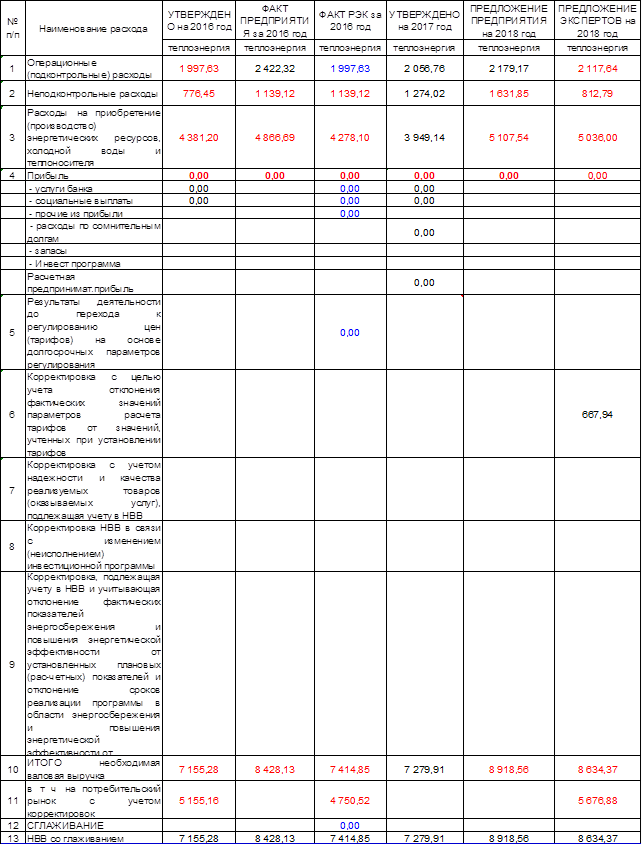 №
п/п
Наименование расхода
УТВЕРЖДЕН
О на 2016 год
ФАКТ
ПРЕДПРИЯТИ
Я за 2016 год
ФАКТ РЭК за
2016 год
УТВЕРЖДЕНО
на 2017 год
ПРЕДЛОЖЕНИЕ
ПРЕДПРИЯТИЯ
на 2018 год
ПРЕДЛОЖЕНИЕ
ЭКСПЕРТОВ на
2018 год
теплоэнергия теплоэнергия теплоэнергия теплоэнергия теплоэнергия теплоэнергия
1 Операционные
(подконтрольные) расходы
1 997,63 2 422,32 1 997,63 2 056,76 2 179,17 2 117,64
2 Неподконтрольные расходы 776,45 1 139,12 1 139,12 1 274,02 1 631,85 812,79
3 Расходы на приобретение
(производство)
энергетических ресурсов,
холодной воды и
теплоносителя
4 381,20 4 866,69 4 278,10 3 949,14 5 107,54 5 036,00
4 Прибыль 0,00 0,00 0,00 0,00 0,00 0,00
- услуги банка 0,00 0,00 0,00
- социальные выплаты 0,00 0,00 0,00
- прочие из прибыли 0,00
- расходы по сомнительным
долгам
0,00
- запасы
- Инвест программа
Расчетная
предпринимат.прибыль
0,00
5 Результаты деятельности
до перехода к
регулированию цен
(тарифов) на основе
долгосрочных параметров
регулирования
0,00
6 Корректировка с целью
учета отклонения
фактических значений
параметров расчета
тарифов от значений,
учтенных при установлении
тарифов
667,94
7 Корректировка с учетом
надежности и качества
реализуемых товаров
(оказываемых услуг),
подлежащая учету в НВВ
8 Корректировка НВВ в связи
с изменением
(неисполнением)
инвестиционной программы
9 Корректировка, подлежащая
учету в НВВ и учитывающая
отклонение фактических
показателей
энергосбережения и
повышения энергетической
эффективности от
установленных плановых
(рас-четных) показателей и
отклонение сроков
реализации программы в
области энергосбережения
и повышения
энергетической
эффективности от
10 ИТОГО необходимая
валовая выручка
7 155,28 8 428,13 7 414,85 7 279,91 8 918,56 8 634,37
11 в т ч на потребительский
рынок с учетом
корректировок
5 155,16 4 750,52 5 676,88
12 СГЛАЖИВАНИЕ 0,00
13 НВВ со глаживанием 7 155,28 8 428,13 7 414,85 7 279,91 8 918,56 8 634,37